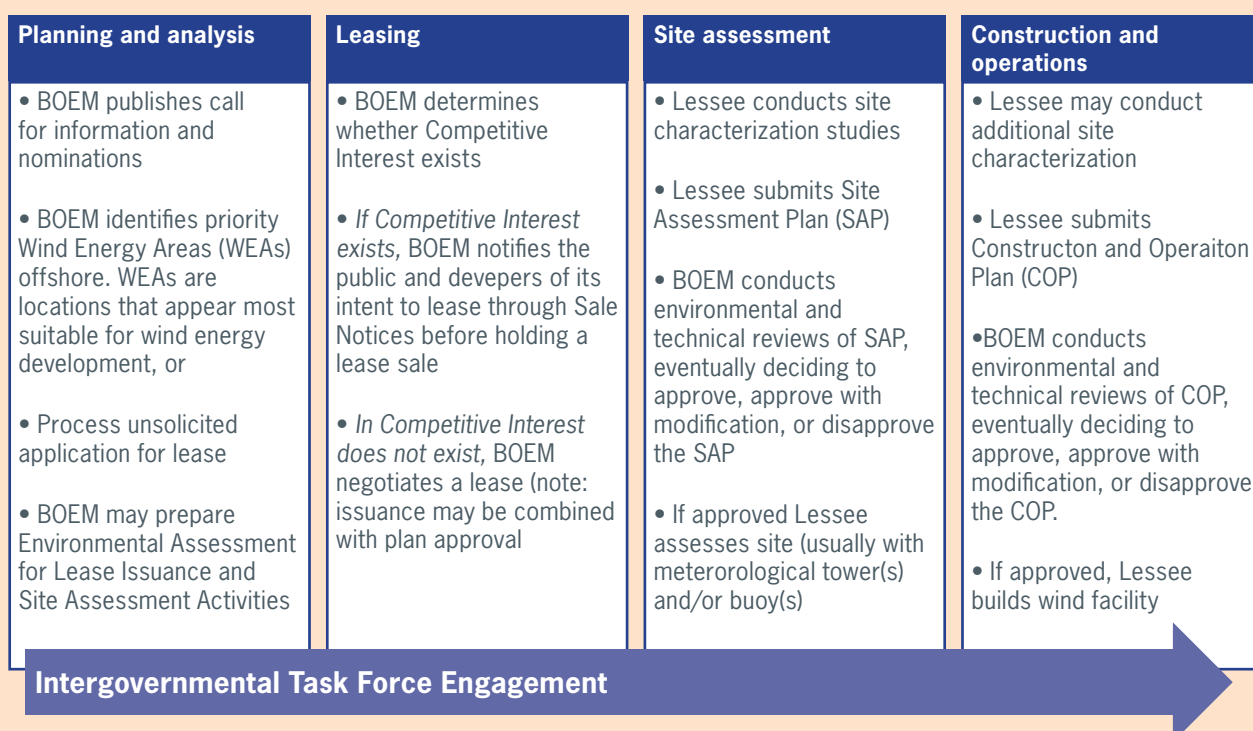 Planning and analysis
• BOEM publishes call
for information and
nominations
• BOEM identifies priority
Wind Energy Areas (WEAs)
offshore. WEAs are
locations that appear most
suitable for wind energy
development, or
• Process unsolicited
application for lease
• BOEM may prepare
Environmental Assessment
for Lease Issuance and
Site Assessment Activities
Leasing
• BOEM determines
whether Competitive
Interest exists
• If Competitive Interest
exists, BOEM notifies the
public and devepers of its
intent to lease through Sale
Notices before holding a
lease sale
• In Competitive Interest
does not exist, BOEM
negotiates a lease (note:
issuance may be combined
with plan approval
Site assessment
• Lessee conducts site
characterization studies
• Lessee submits Site
Assessment Plan (SAP)
• BOEM conducts
environmental and
technical reviews of SAP,
eventually deciding to
approve, approve with
modification, or disapprove
the SAP
• If approved Lessee
assesses site (usually with
meterorological tower(s)
and/or buoy(s)
Construction and
operations
• Lessee may conduct
additional site
characterization
• Lessee submits
Constructon and Operaiton
Plan (COP)
•BOEM conducts
environmental and
technical reviews of COP,
eventually deciding to
approve, approve with
modification, or disapprove
the COP.
• If approved, Lessee
builds wind facility
Intergovernmental Task Force Engagement